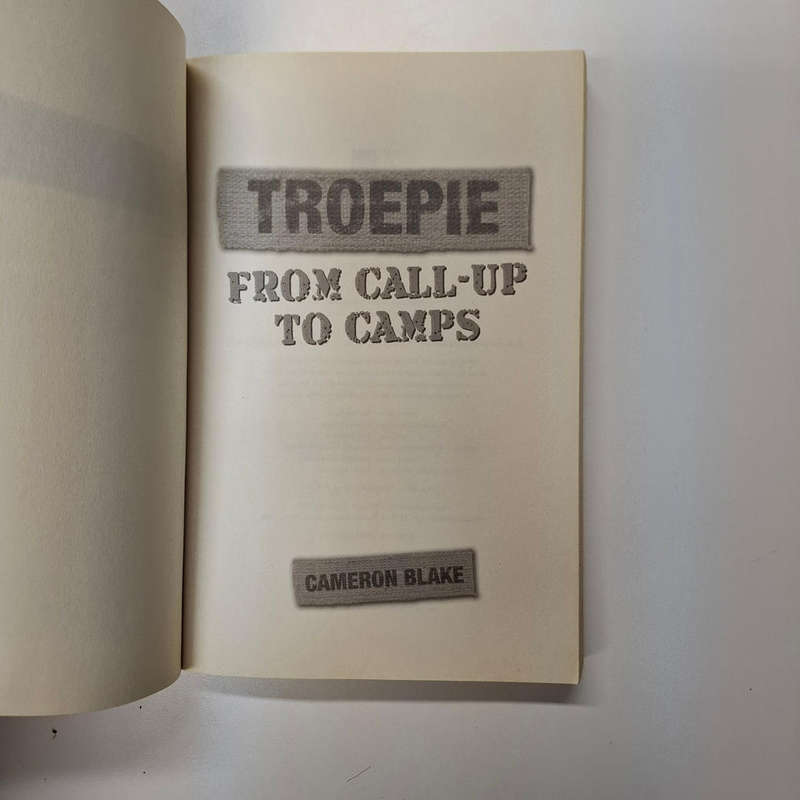 TROEPIE
FROM CALL-UP
TO CAMPS
CAMERON BLAKE